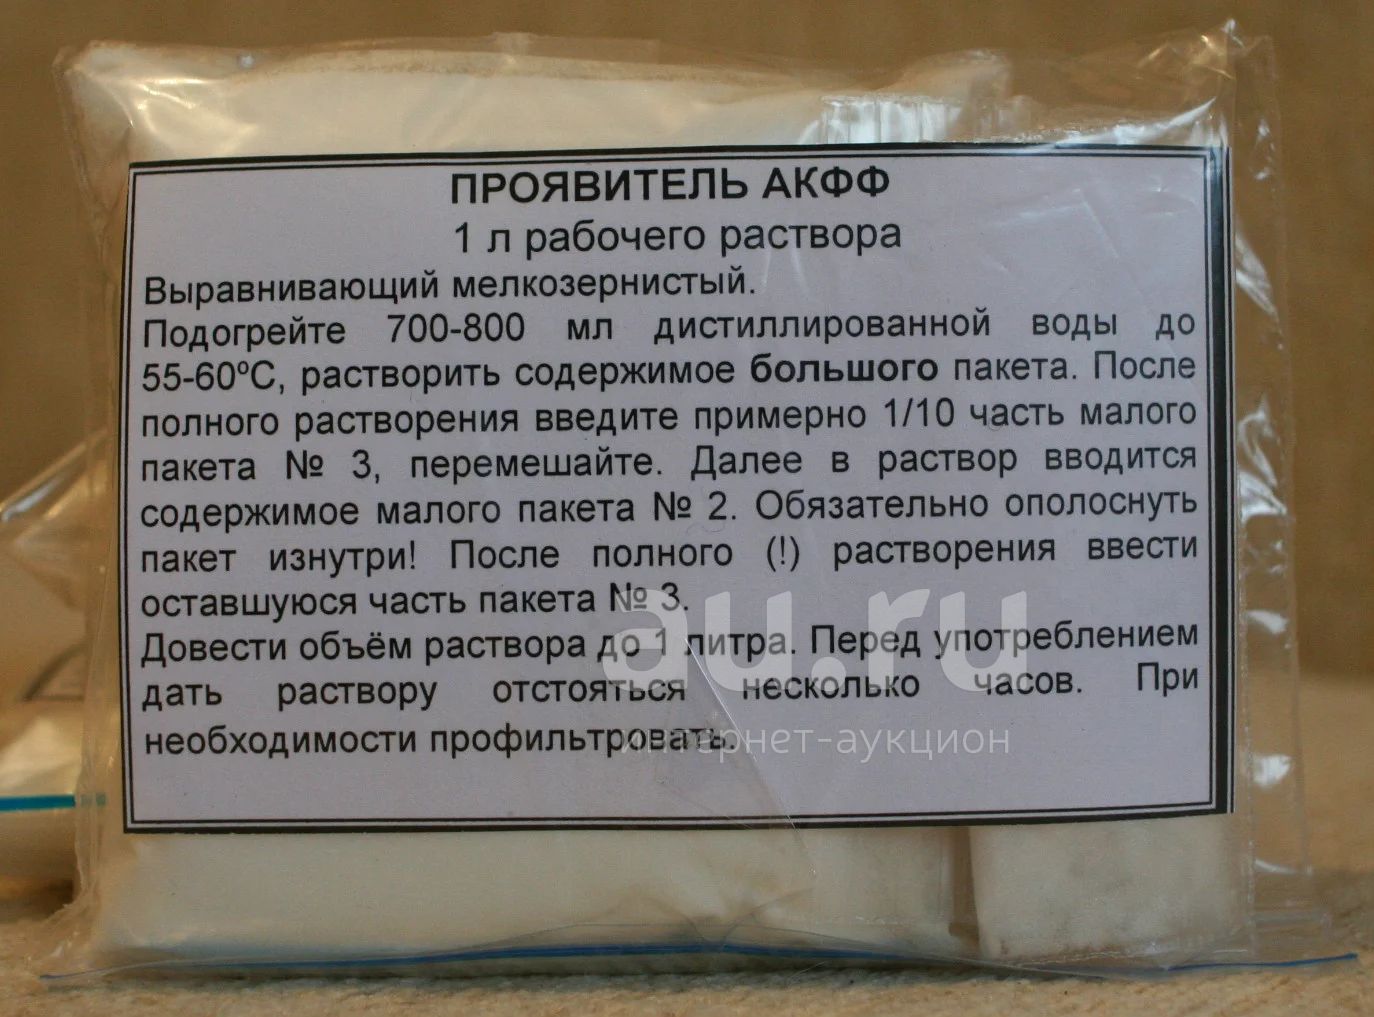 ПРОЯВИТЕЛЬ АКФФ
1 л рабочего раствора
Выравнивающий мелкозернистый.
Подогрейте 700-800 мл дистиллированной воды до
55-60ºС, растворить содержимое большого пакета. После
полного растворения введите примерно 1/10 часть малого
пакета № 3, перемешайте. Далее в раствор вводится
содержимое малого пакета № 2. Обязательно ополоснуть
пакет изнутри! После полного (!) растворения ввести
оставшуюся часть пакета № 3.
Довести объём раствора до 1 литра. Перед употреблением
дать раствору отстояться несколько часов. При
необходимости профильтровать.
au.ru
интернет-аукцион